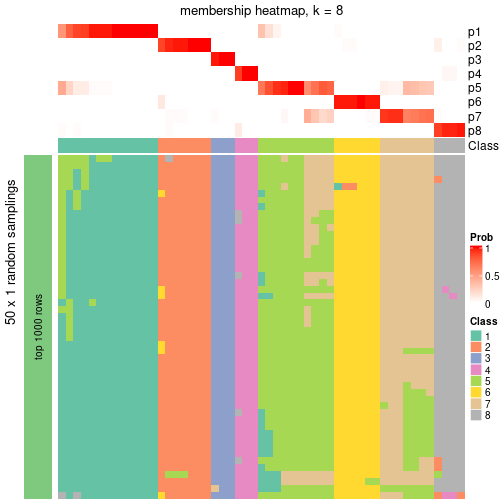 membership heatmap, k = 8
p1
p2
p3
p4
p5
p6
p7
p8
Class
50 x 1 random samplings
top 1000 rows
Prob
1
0.5
0
Class
1
2
3
4
5
6
7
8